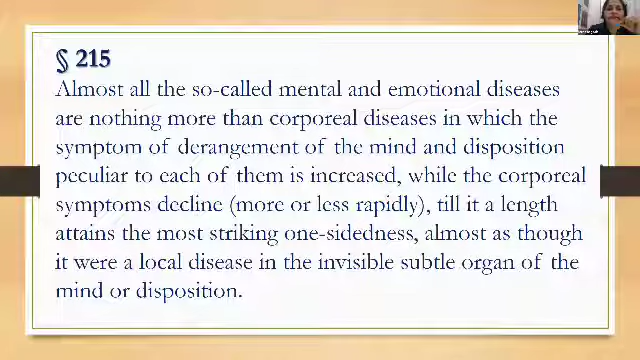 § 215
Almost all the so-called mental and emotional diseases
are nothing more than corporeal diseases in which the
symptom of derangement of the mind and disposition
peculiar to each of them is increased, while the corporeal
symptoms decline (more or less rapidly), till it a length
attains the most striking one-sidedness, almost as though
it were a local disease in the invisible subtle organ of the
mind or disposition.